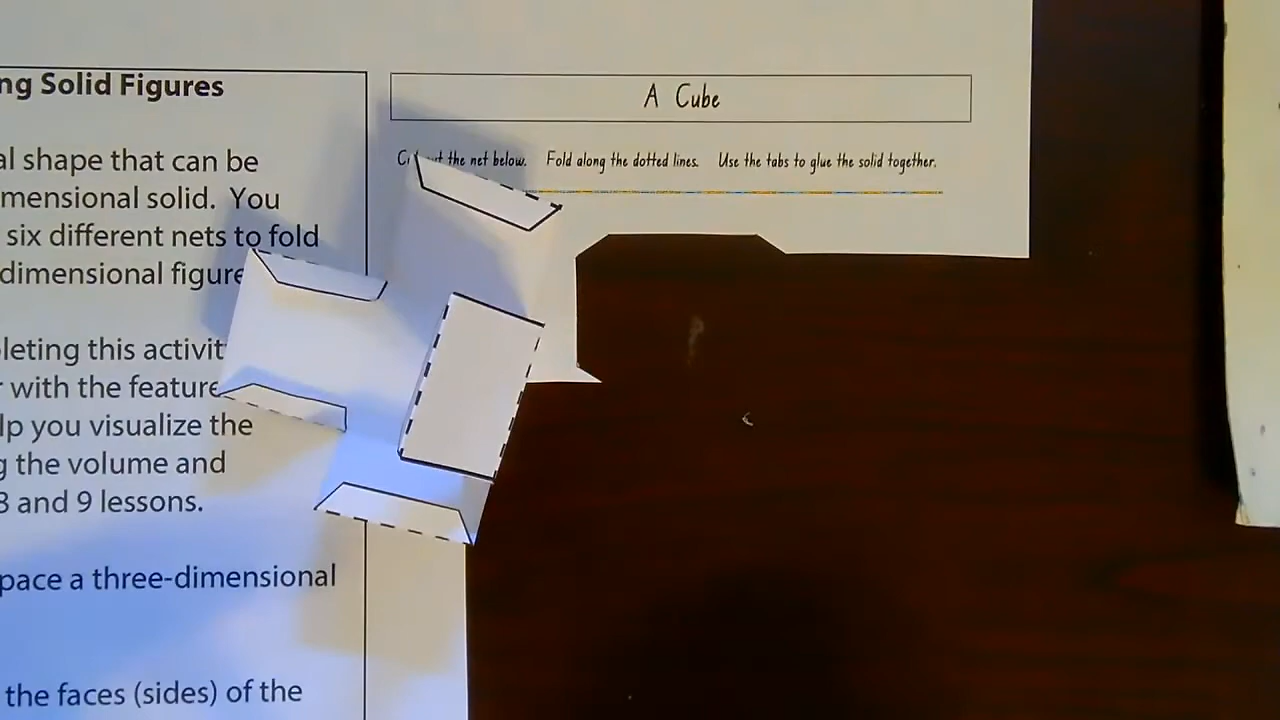 ng Solid Figures
al shape that can be
mensional solid. You
six different nets to fold
dimensional figure
leting this activit
with the feature
lp you visualize the
g the volume and
8 and 9 lessons.
pace a three-dimensional
the faces (sides) of the
A Cube
the net below. Fold along the dotted lines. Use the tabs to glue the solid together.